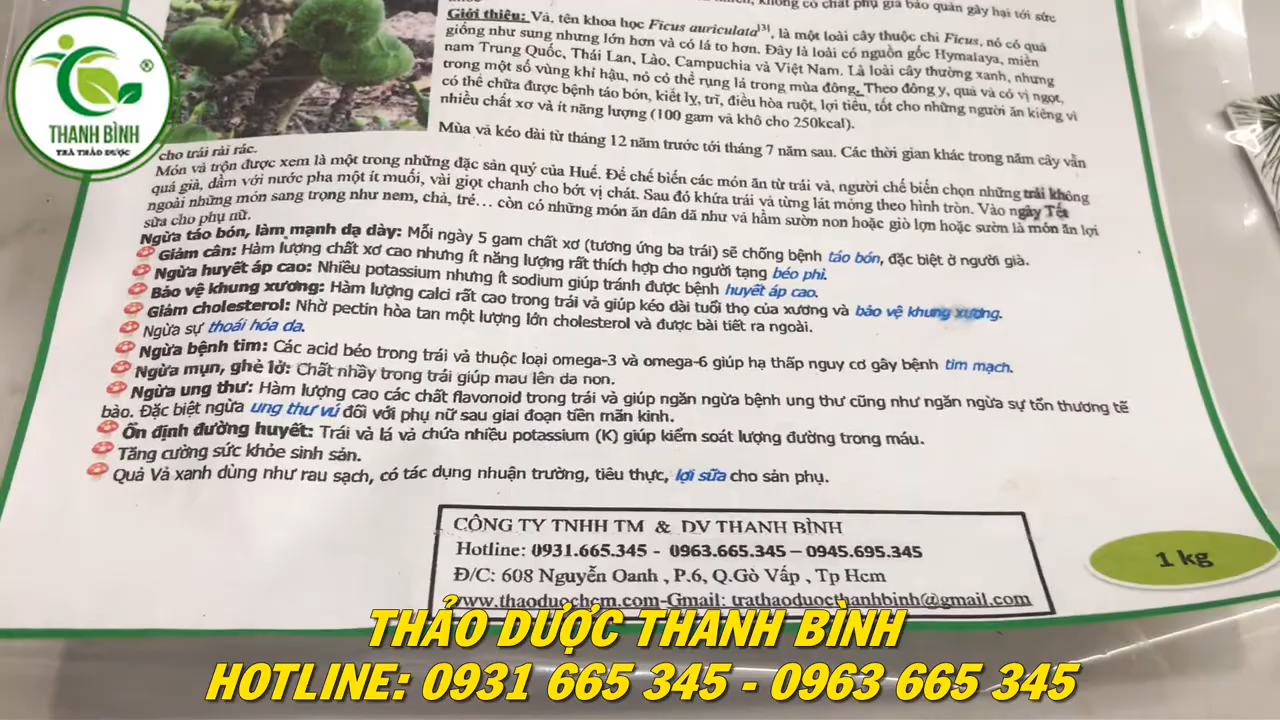 THANH BÌNH
TRÀ THẢO DƯỢC
®
không có chất phụ gia bảo quản gây hại tới sức
Giới thiệu: Vả, tên khoa học Ficus auriculata[3], là một loài cây thuộc chi Ficus, nó có quả
giống như sung nhưng lớn hơn và có lá to hơn. Đây là loài có nguồn gốc Hymalaya, miền
nam Trung Quốc, Thái Lan, Lào, Campuchia và Việt Nam. Là loài cây thường xanh, nhưng
trong một số vùng khí hậu, nó có thể rụng lá trong mùa đông. Theo đông y, quả vả có vị ngọt,
có thể chữa được bệnh táo bón, kiết lỵ, trĩ, điều hòa ruột, lợi tiểu, tốt cho những người ăn kiêng vì
nhiều chất xơ và ít năng lượng (100 gam vả khô cho 250kcal).
Mùa vả kéo dài từ tháng 12 năm trước tới tháng 7 năm sau. Các thời gian khác trong năm cây vẫn
cho trái rải rác.
Món vả trộn được xem là một trong những đặc sản quý của Huế. Để chế biến các món ăn từ trái vả, người chế biến chọn những trái không
quá già, dầm với nước pha một ít muối, vài giọt chanh cho bớt vị chát. Sau đó khứa trái vả từng lát mỏng theo hình tròn. Vào ngày Tết
ngoài những món sang trọng như nem, chả, tré… còn có những món ăn dân dã như vả hầm sườn non hoặc giò lợn hoặc sườn là món ăn lợi
sữa cho phụ nữ.
Ngừa táo bón, làm mạnh dạ dày: Mỗi ngày 5 gam chất xơ (tương ứng ba trái) sẽ chống bệnh táo bón, đặc biệt ở người già.
Giảm cân: Hàm lượng chất xơ cao nhưng ít năng lượng rất thích hợp cho người tạng béo phì.
Ngừa huyết áp cao: Nhiều potassium nhưng ít sodium giúp tránh được bệnh huyết áp cao.
Bảo vệ khung xương: Hàm lượng calci rất cao trong trái vả giúp kéo dài tuổi thọ của xương và bảo vệ khung xương.
Giảm cholesterol: Nhờ pectin hòa tan một lượng lớn cholesterol và được bài tiết ra ngoài.
Ngừa sự thoái hóa da.
Ngừa bệnh tim: Các acid béo trong trái vả thuộc loại omega-3 và omega-6 giúp hạ thấp nguy cơ gây bệnh tim mạch.
Ngừa mụn, ghẻ lở: Chất nhầy trong trái giúp mau lên da non.
Ngừa ung thư: Hàm lượng cao các chất flavonoid trong trái vả giúp ngăn ngừa bệnh ung thư cũng như ngăn ngừa sự tổn thương tế
bào. Đặc biệt ngừa ung thư vú đối với phụ nữ sau giai đoạn tiền mãn kinh.
Ổn định đường huyết: Trái và lá vả chứa nhiều potassium (K) giúp kiểm soát lượng đường trong máu.
Tăng cường sức khỏe sinh sản.
Quả Vả xanh dùng như rau sạch, có tác dụng nhuận trường, tiêu thực, lợi sữa cho sản phụ.
CÔNG TY TNHH TM & DV THANH BÌNH
Hotline: 0931.665.345 - 0963.665.345 – 0945.695.345
Đ/C: 608 Nguyễn Oanh , P.6, Q.Gò Vấp , Tp Hcm
www.thaoduochcm.com-Gmail: trathaoduocthanhbinh@gmail.com
1 kg
THẢO DƯỢC THANH BÌNH
HOTLINE: 0931 665 345 - 0963 665 345